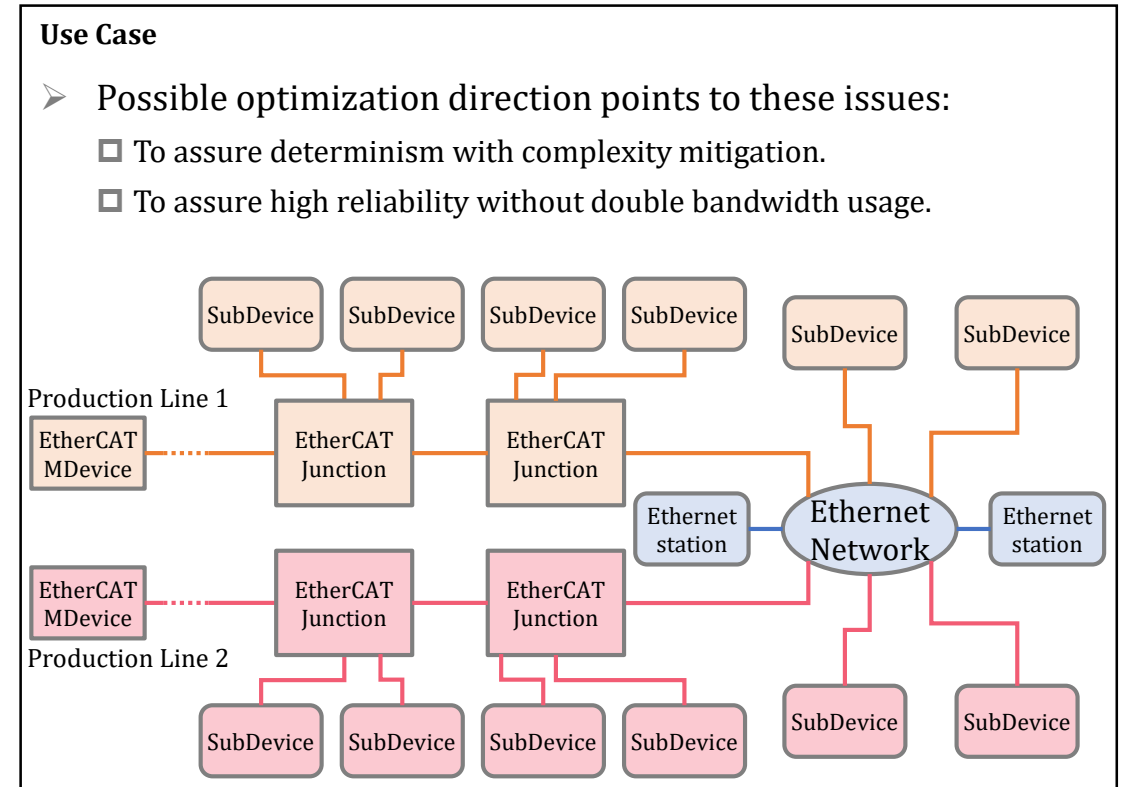 Use Case
➢ Possible optimization direction points to these issues:
To assure determinism with complexity mitigation.
To assure high reliability without double bandwidth usage.
SubDevice
SubDevice
SubDevice
SubDevice
SubDevice
SubDevice
Production Line 1
EtherCAT
MDevice
EtherCAT
Junction
EtherCAT
Junction
Ethernet
station
Ethernet
Network
Ethernet
station
EtherCAT
MDevice
EtherCAT
Junction
EtherCAT
Junction
Production Line 2
SubDevice
SubDevice
SubDevice
SubDevice
SubDevice
SubDevice